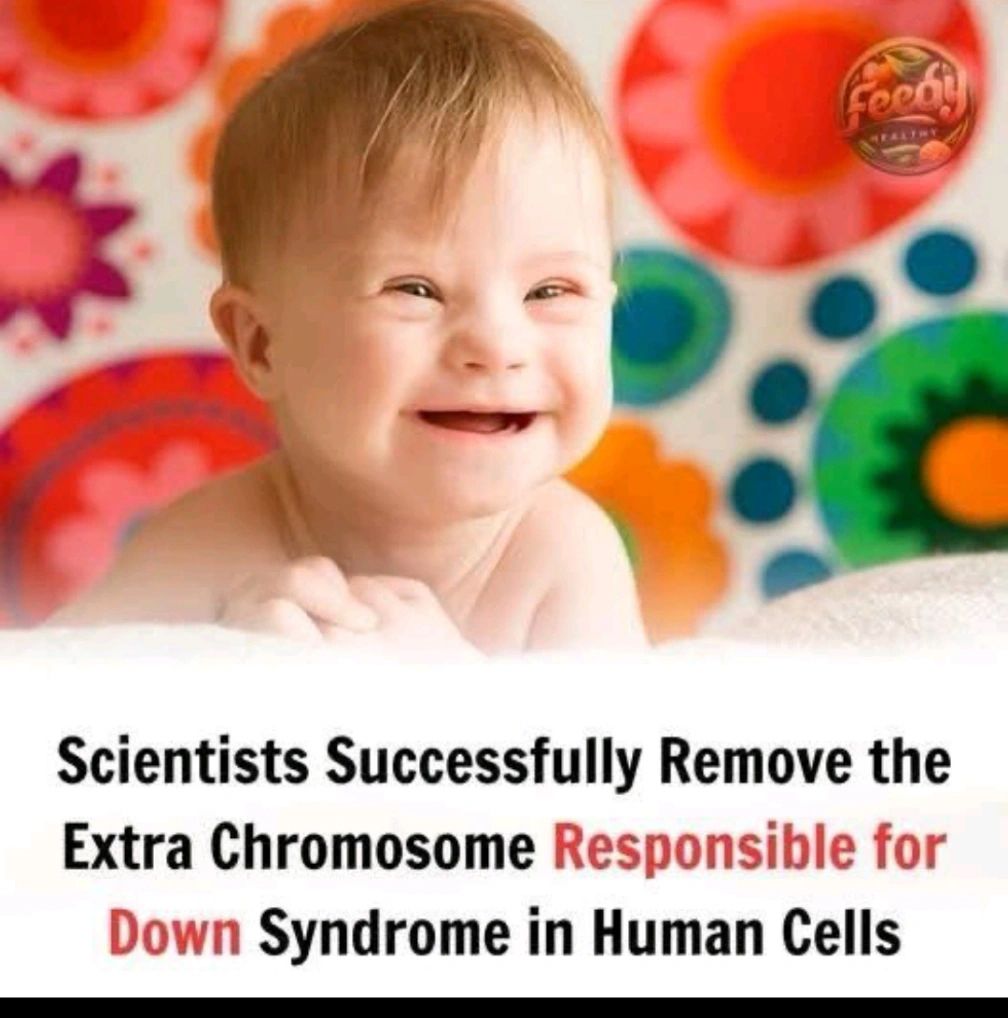 Feedy
HEALTHY
Scientists Successfully Remove the
Extra Chromosome Responsible for
Down Syndrome in Human Cells